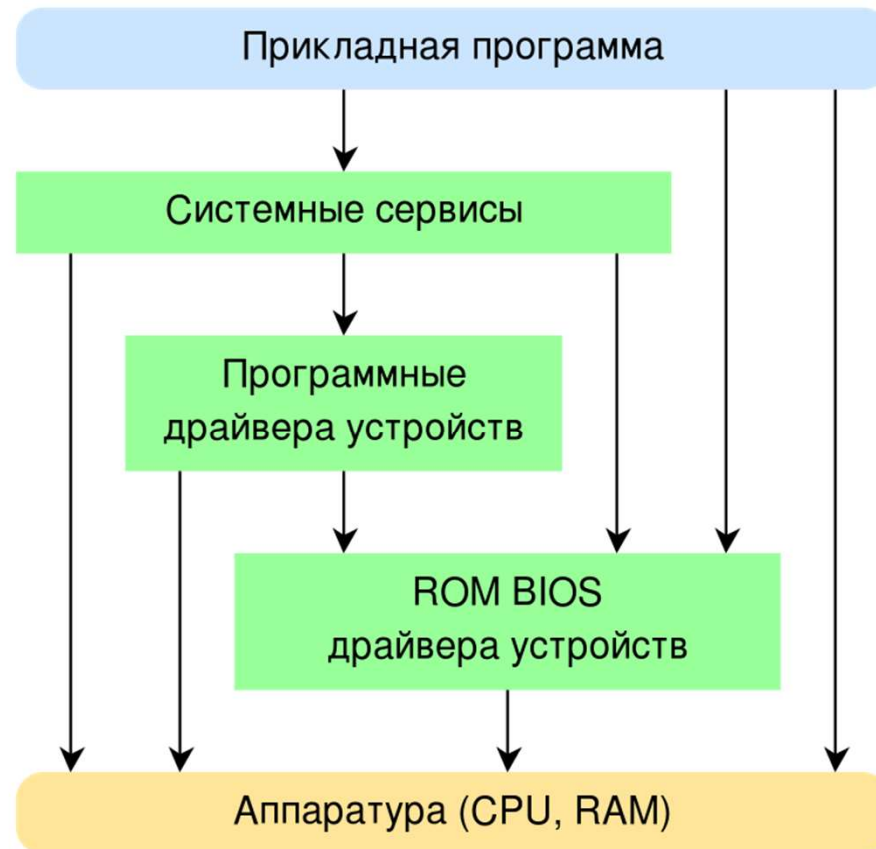 Прикладная программа
Системные сервисы
Программные
драйвера устройств
ROM BIOS
драйвера устройств
Аппаратура (CPU, RAM)